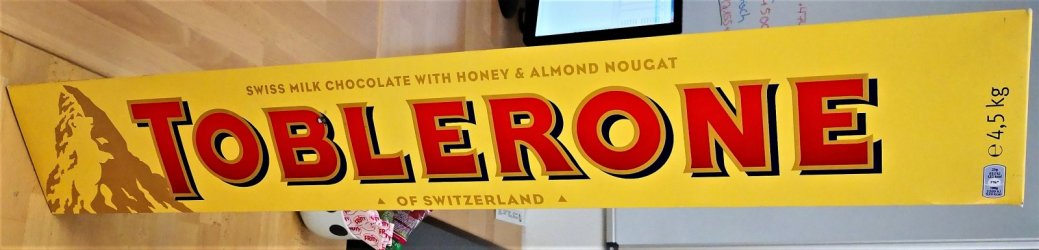 SWISS MILK CHOCOLATE WITH HONEY & ALMOND NOUGAT
TOBLERONE
OF SWITZERLAND
℮ 4,5 kg